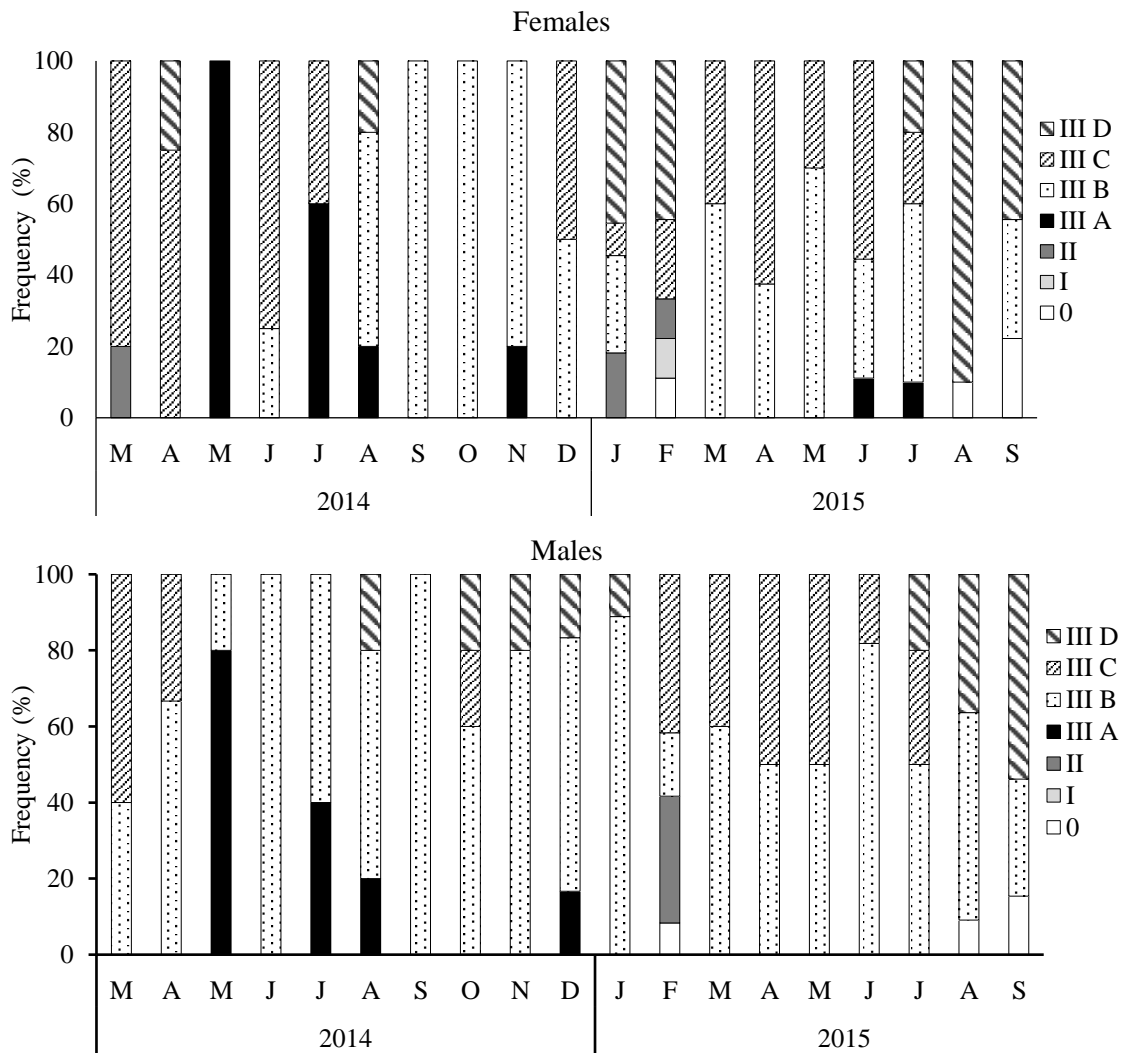 Females
Frequency (%)
100
80
60
40
20
0
M A M J J A S O N D J F M A M J J A S
2014 2015
III D
III C
III B
III A
II
I
0
Males
Frequency (%)
100
80
60
40
20
0
M A M J J A S O N D J F M A M J J A S
2014 2015
III D
III C
III B
III A
II
I
0